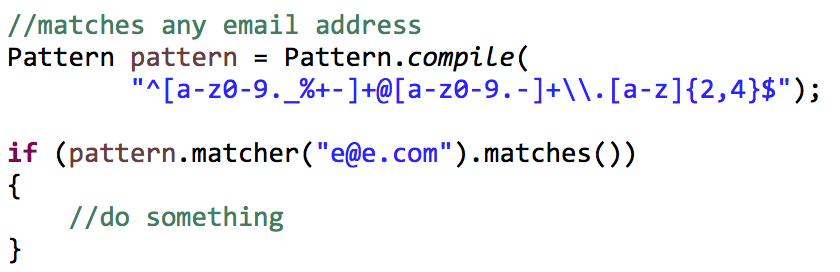 //matches any email address
Pattern pattern = Pattern.compile(
"^[a-z0-9._%+-]+@[a-z0-9.-]+\\.[a-z]{2,4}$");
if (pattern.matcher("e@e.com").matches())
{
//do something
}